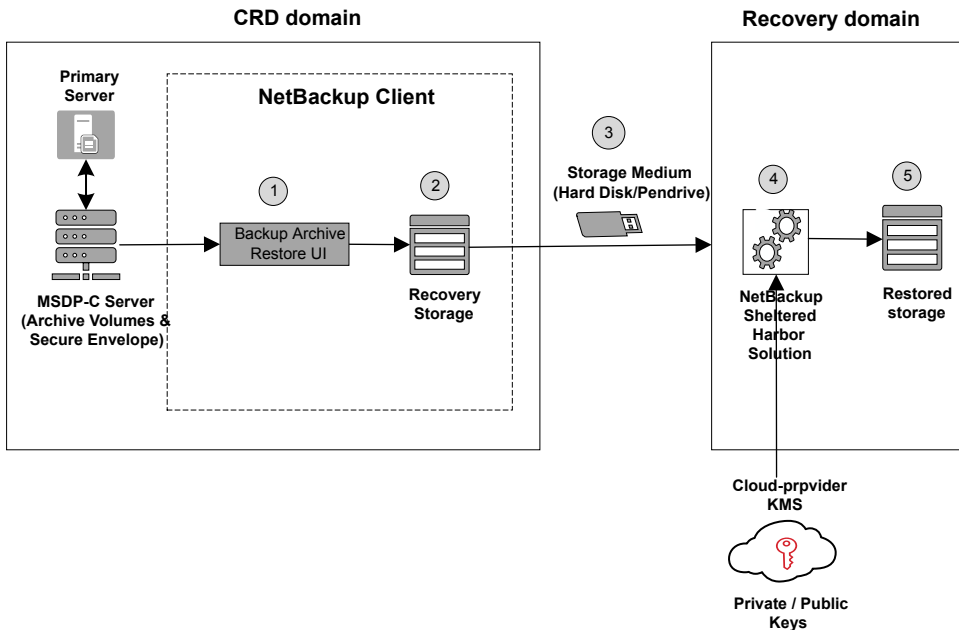 CRD domain
Recovery domain
Primary
Server
NetBackup Client
1
2
3
4
5
Storage Medium
(Hard Disk/Pendrive)
Backup Archive
Restore UI
MSDP-C Server
(Archive Volumes &
Secure Envelope)
Recovery
Storage
NetBackup
Sheltered
Harbor
Solution
Restored
storage
Cloud-prpvider
KMS
Private / Public
Keys